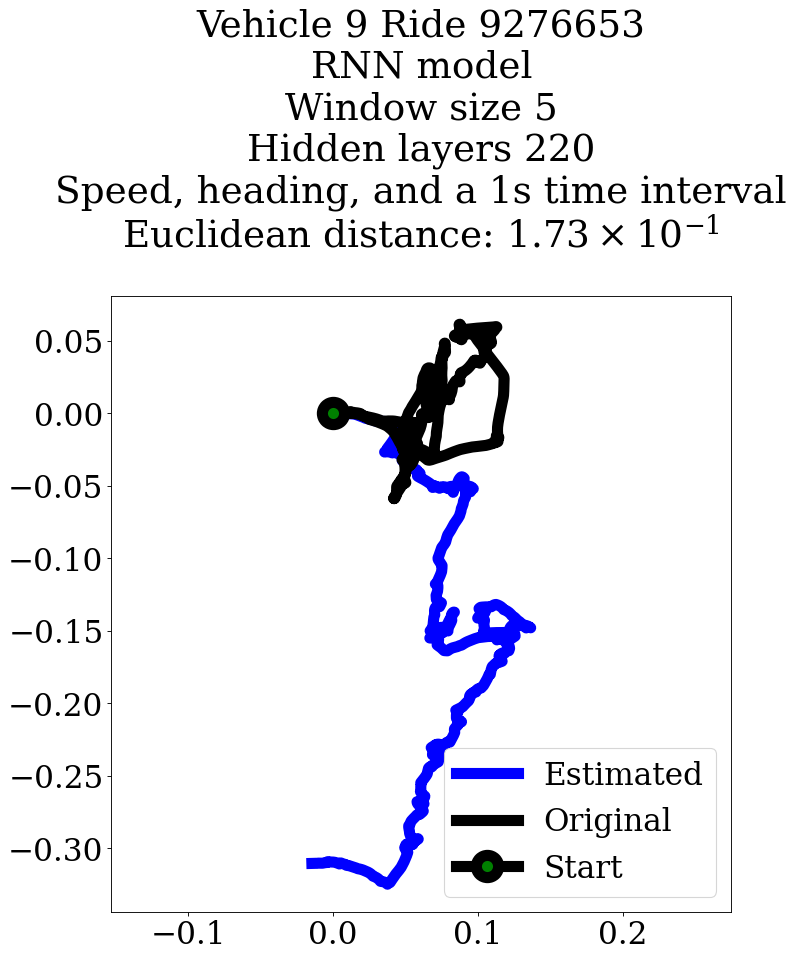 Vehicle 9 Ride 9276653
RNN model
Window size 5
Hidden layers 220
Speed, heading, and a 1s time interval
Euclidean distance: 1.73 × 10⁻¹
0.05
0.00
−0.05
−0.10
−0.15
−0.20
−0.25
−0.30
Estimated
Original
Start
−0.1 0.0 0.1 0.2